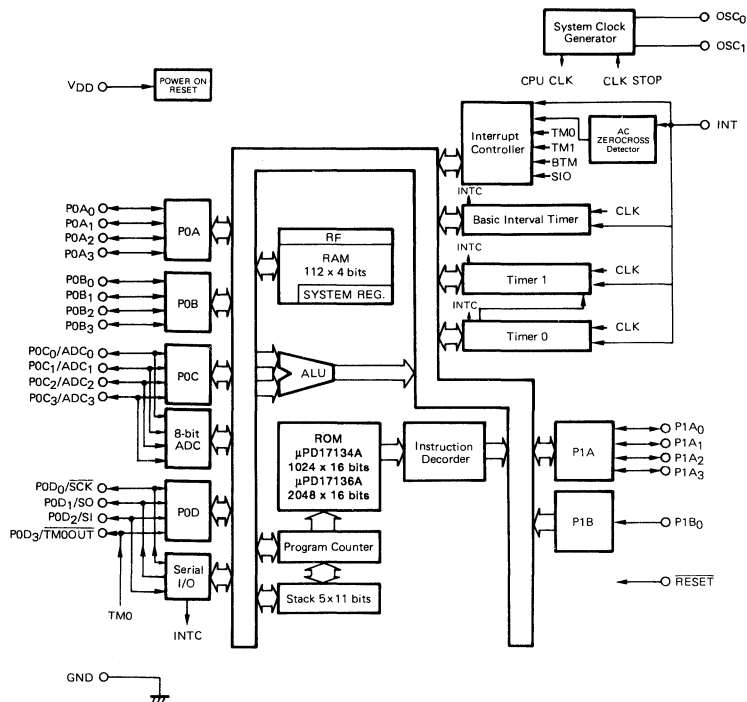 System Clock
Generator
OSC0
OSC1
CPU CLK
CLK STOP
VDD
POWER ON
RESET
INT
Interrupt
Controller
TM0
TM1
BTM
SIO
AC
ZEROCROSS
Detector
INTC
Basic Interval Timer
CLK
INTC
Timer 1
CLK
INTC
Timer 0
CLK
P0A0
P0A1
P0A2
P0A3
P0A
P0B0
P0B1
P0B2
P0B3
P0B
P0C0/ADC0
P0C1/ADC1
P0C2/ADC2
P0C3/ADC3
P0C
8-bit
ADC
P0D0/S̅C̅K̅
P0D1/SO
P0D2/SI
P0D3/T̅M̅0̅O̅U̅T̅
P0D
Serial
I/O
TM0
INTC
RF
RAM
112 x 4 bits
SYSTEM REG.
ALU
ROM
μPD17134A
1024 x 16 bits
μPD17136A
2048 x 16 bits
Instruction
Decorder
Program Counter
Stack 5x11 bits
P1A
P1A0
P1A1
P1A2
P1A3
P1B
P1B0
R̅E̅S̅E̅T̅
GND